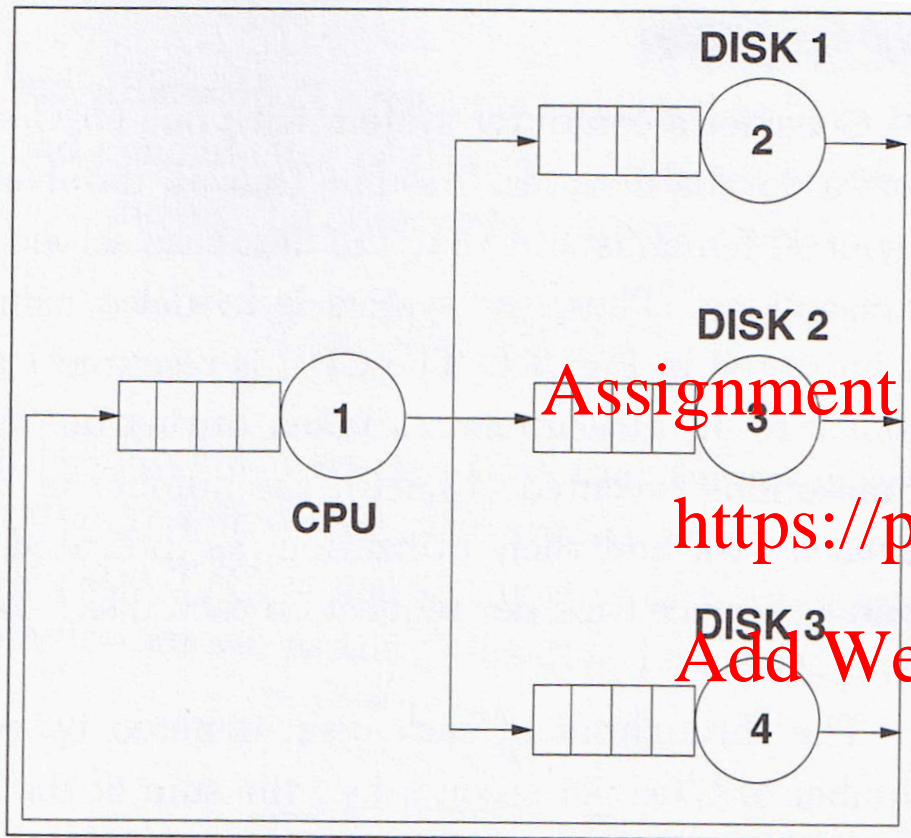 DISK 1
2
DISK 2
3
1
CPU
DISK 3
4
Assignment
https://p
Add We